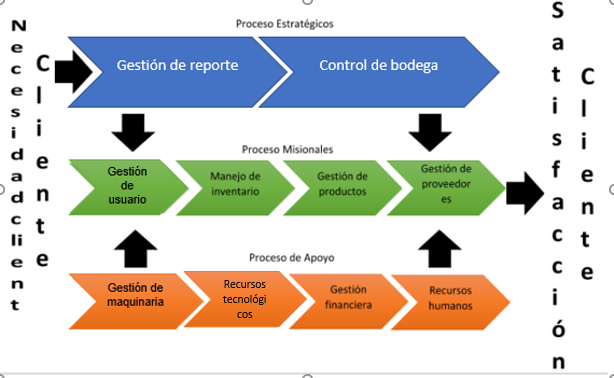 Necesidadclient
Cliente
Proceso Estratégicos
Gestión de reporte
Control de bodega
Proceso Misionales
Gestión
de
usuario
Manejo de
inventario
Gestión de
productos
Gestión de
proveedor
es
Proceso de Apoyo
Gestión de
maquinaria
Recursos
tecnológi
cos
Gestión
financiera
Recursos
humanos
Satisfacción
Cliente